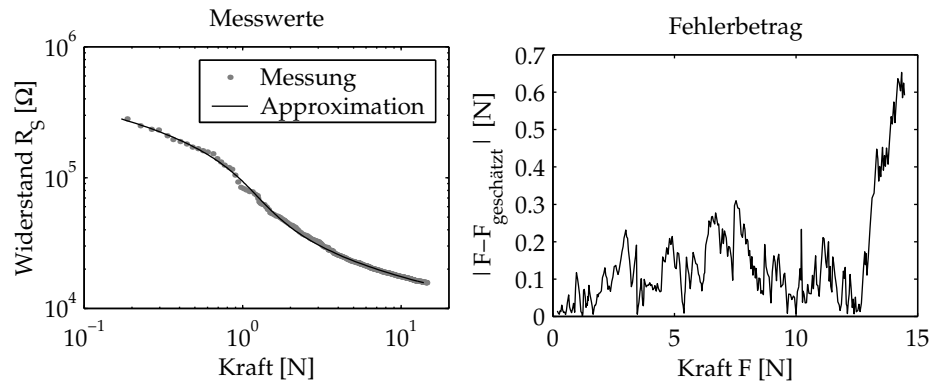 Messwerte
10^6
10^5
10^4
Widerstand R_S [Ω]
Messung
Approximation
10^−1
10^0
10^1
Kraft [N]
Fehlerbetrag
0.7
0.6
0.5
0.4
0.3
0.2
0.1
0
|F−F_geschätzt| [N]
0
5
10
15
Kraft F [N]